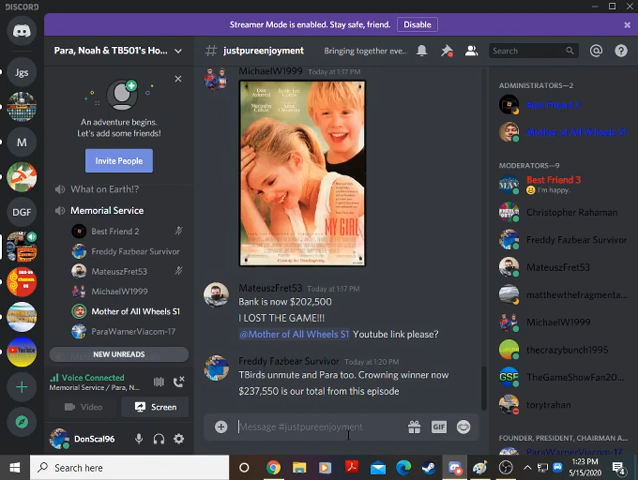 DISCORD
Streamer Mode is enabled. Stay safe, friend.
Disable
Para, Noah & TB501's Ho...
# justpureenjoyment
Bringing together eve...
Search
Jgs
M
DGF
An adventure begins.
Let's add some friends!
Invite People
What on Earth!?
Memorial Service
Best Friend 2
Freddy Fazbear Survivor
MateuszFret53
MichaelW1999
Mother of All Wheels S1
ParaWarnerViacom-17
NEW UNREADS
Voice Connected
Memorial Service / Para, N...
Video
Screen
DonScal96
MichaelW1999 Today at 1:17 PM
MY GIRL
MateuszFret53 Today at 1:17 PM
Bank is now $202,500
I LOST THE GAME!!!
@Mother of All Wheels S1 Youtube link please?
Freddy Fazbear Survivor Today at 1:20 PM
TBirds unmute and Para too. Crowning winner now
$237,550 is our total from this episode
Message #justpureenjoyment
GIF
ADMINISTRATORS—2
Best Friend 2
Mother of All Wheels S1
MODERATORS—9
Best Friend 3
I'm happy.
Christopher Rahaman
Freddy Fazbear Survivor
MateuszFret53
matthewthefragmenta...
MichaelW1999
thecrazybunch1995
TheGameShowFan20...
torytrahan
FOUNDER, PRESIDENT, CHAIRMAN A...
ParaWarnerViacom-17
Search here
1:23 PM
5/15/2020